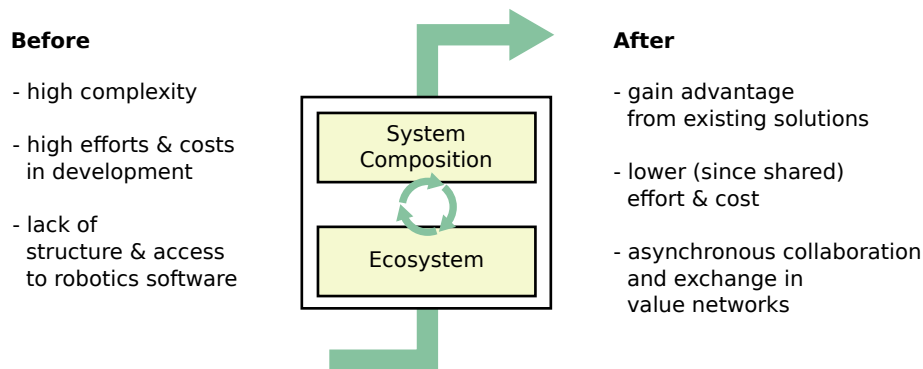 Before
- high complexity
- high efforts & costs
in development
- lack of
structure & access
to robotics software
System
Composition
Ecosystem
After
- gain advantage
from existing solutions
- lower (since shared)
effort & cost
- asynchronous collaboration
and exchange in
value networks